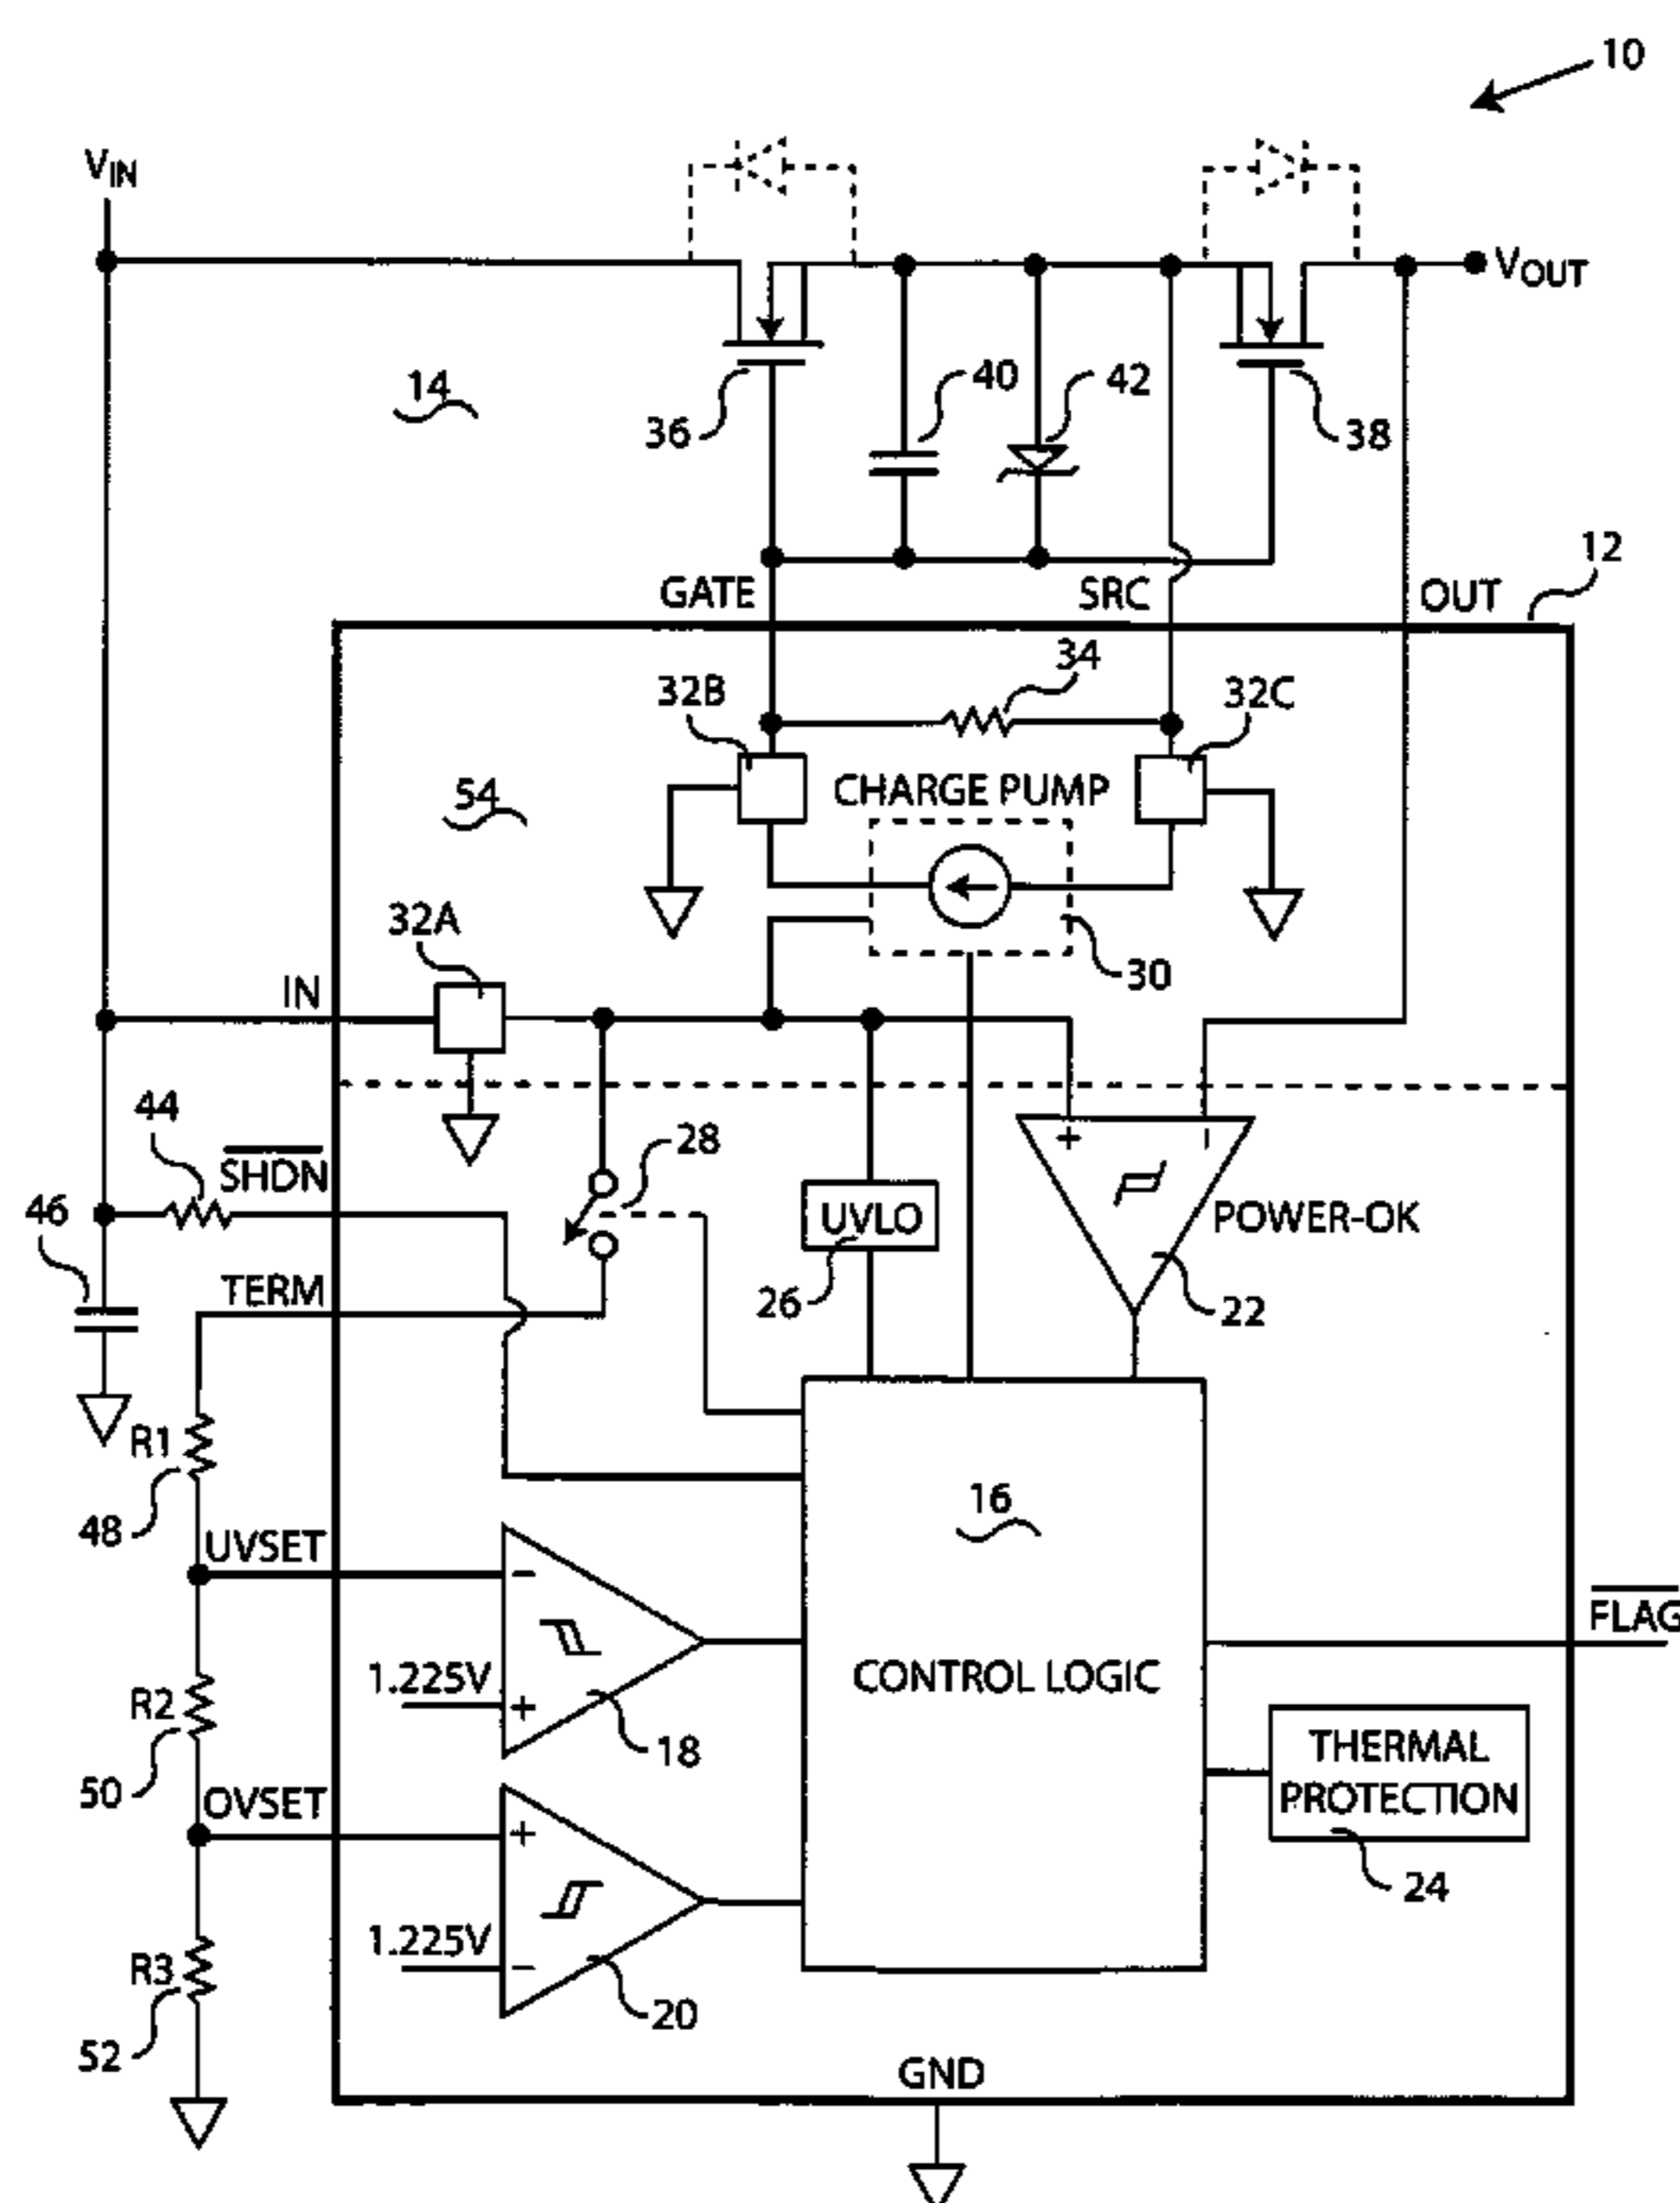 10
VIN
VOUT
14
36
40
42
38
12
GATE
SRC
OUT
34
32B
32C
54
CHARGE PUMP
32A
30
IN
44
SHDN
28
46
UVLO
POWER-OK
TERM
26
22
R1
16
48
UVSET
FLAG
1.225V
CONTROL LOGIC
R2
18
THERMAL
PROTECTION
50
OVSET
24
1.225V
R3
20
52
GND